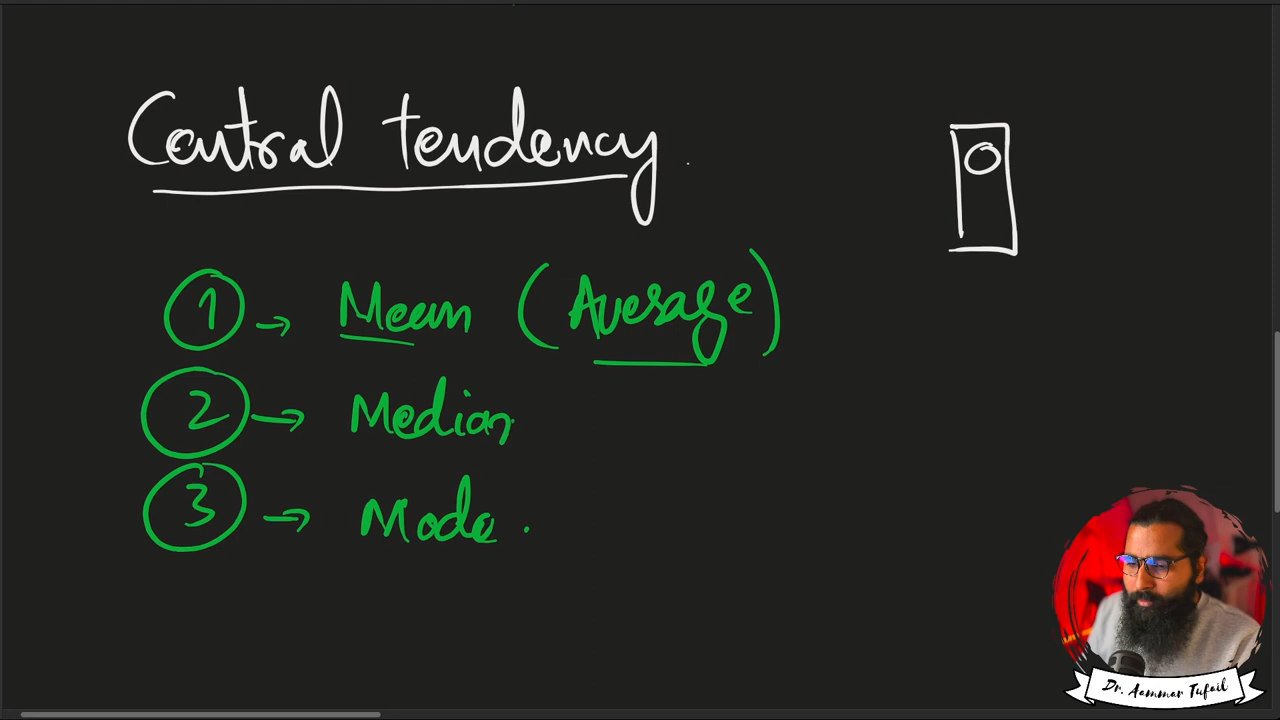 Central tendency.
1 → Mean (Average)
2 → Median
3 → Mode.
Dr. Aammar Tufail